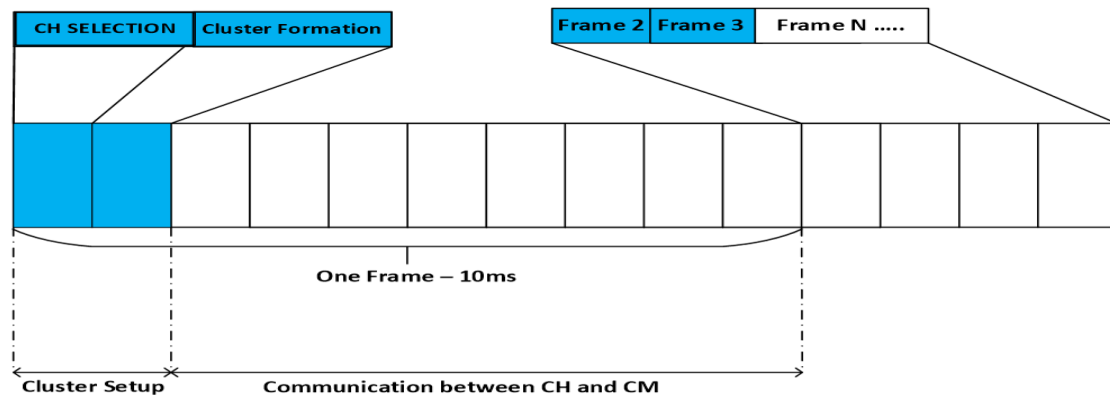 CH SELECTION
Cluster Formation
Frame 2
Frame 3
Frame N .....
One Frame – 10ms
Cluster Setup
Communication between CH and CM